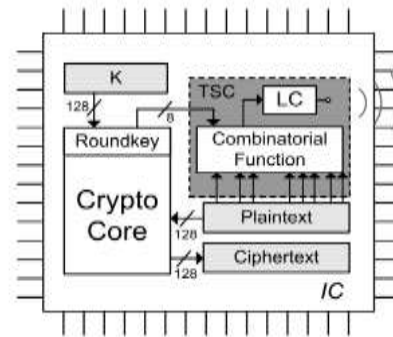 K
TSC
LC
128
8
Roundkey
Combinatorial
Function
Crypto
Core
Plaintext
128
Ciphertext
128
IC